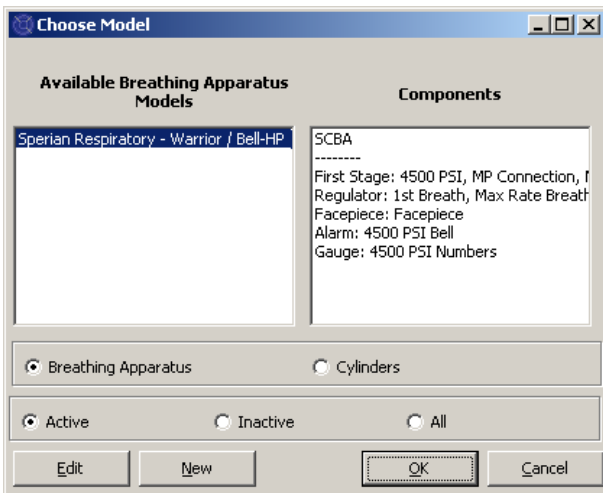 Choose Model
Available Breathing Apparatus
Models
Components
Sperian Respiratory - Warrior / Bell-HP
SCBA
--------
First Stage: 4500 PSI, MP Connection,
Regulator: 1st Breath, Max Rate Breath
Facepiece: Facepiece
Alarm: 4500 PSI Bell
Gauge: 4500 PSI Numbers
Breathing Apparatus
Cylinders
Active
Inactive
All
Edit
New
OK
Cancel